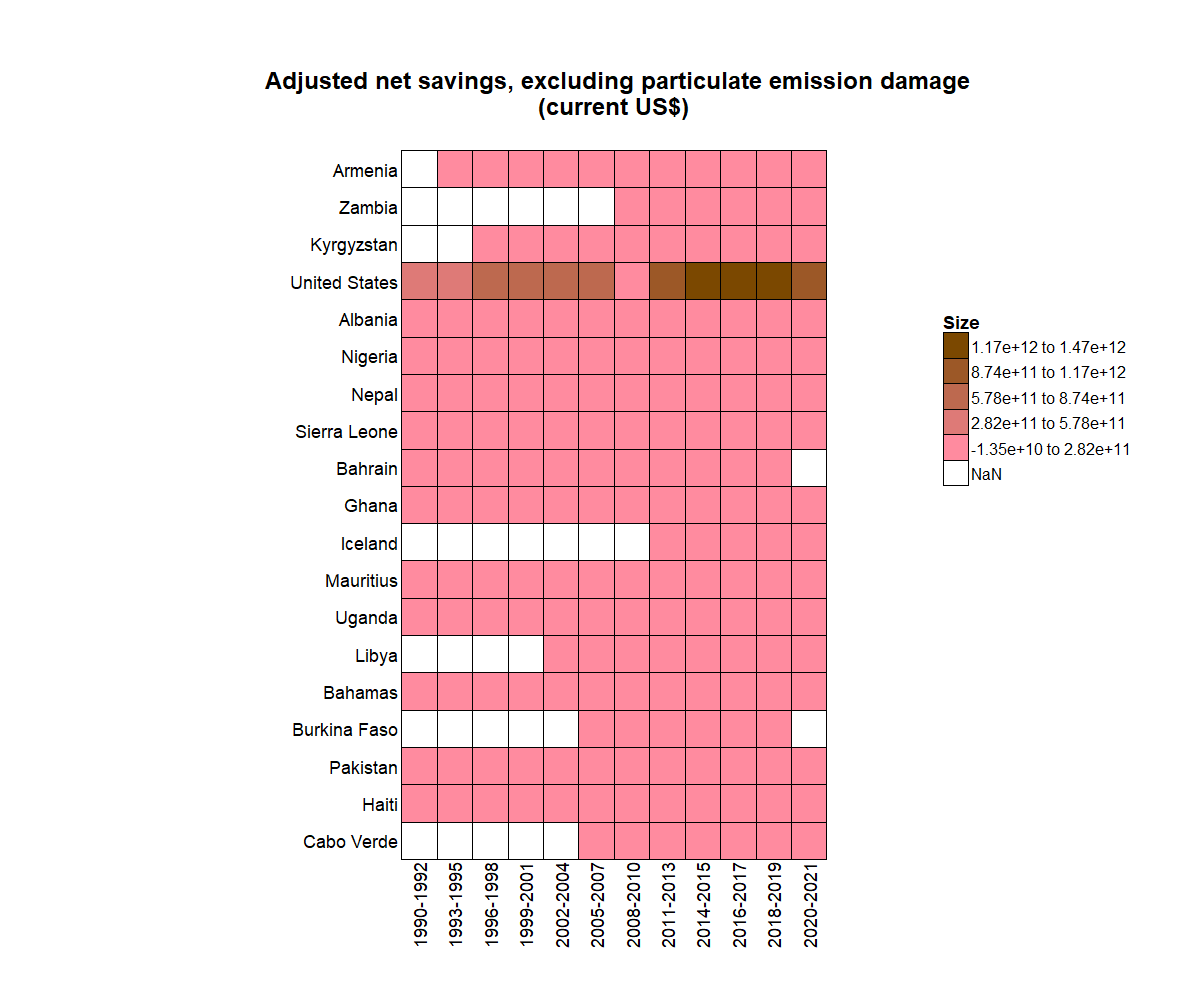 Adjusted net savings, excluding particulate emission damage
(current US$)
Armenia
Zambia
Kyrgyzstan
United States
Albania
Nigeria
Nepal
Sierra Leone
Bahrain
Ghana
Iceland
Mauritius
Uganda
Libya
Bahamas
Burkina Faso
Pakistan
Haiti
Cabo Verde
1990-1992
1993-1995
1996-1998
1999-2001
2002-2004
2005-2007
2008-2010
2011-2013
2014-2015
2016-2017
2018-2019
2020-2021
Size
1.17e+12 to 1.47e+12
8.74e+11 to 1.17e+12
5.78e+11 to 8.74e+11
2.82e+11 to 5.78e+11
-1.35e+10 to 2.82e+11
NaN